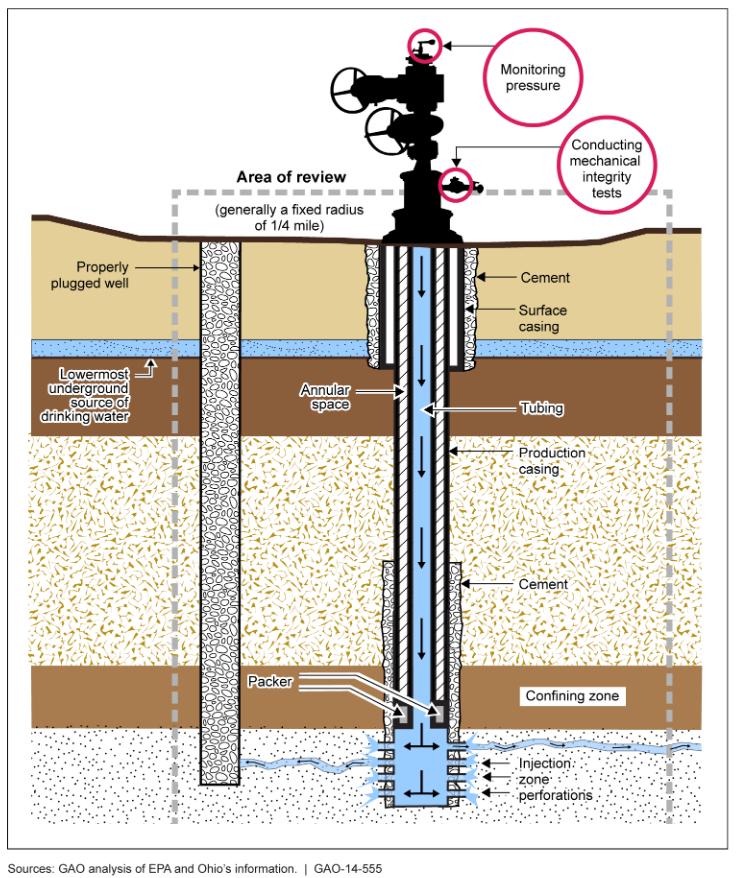 Monitoring
pressure
Conducting
mechanical
integrity
tests
Area of review
(generally a fixed radius
of 1/4 mile)
Properly
plugged well
Cement
Surface
casing
Lowermost
underground
source of
drinking water
Annular
space
Tubing
Production
casing
Cement
Packer
Confining zone
Injection
zone
perforations
Sources: GAO analysis of EPA and Ohio's information. | GAO-14-555